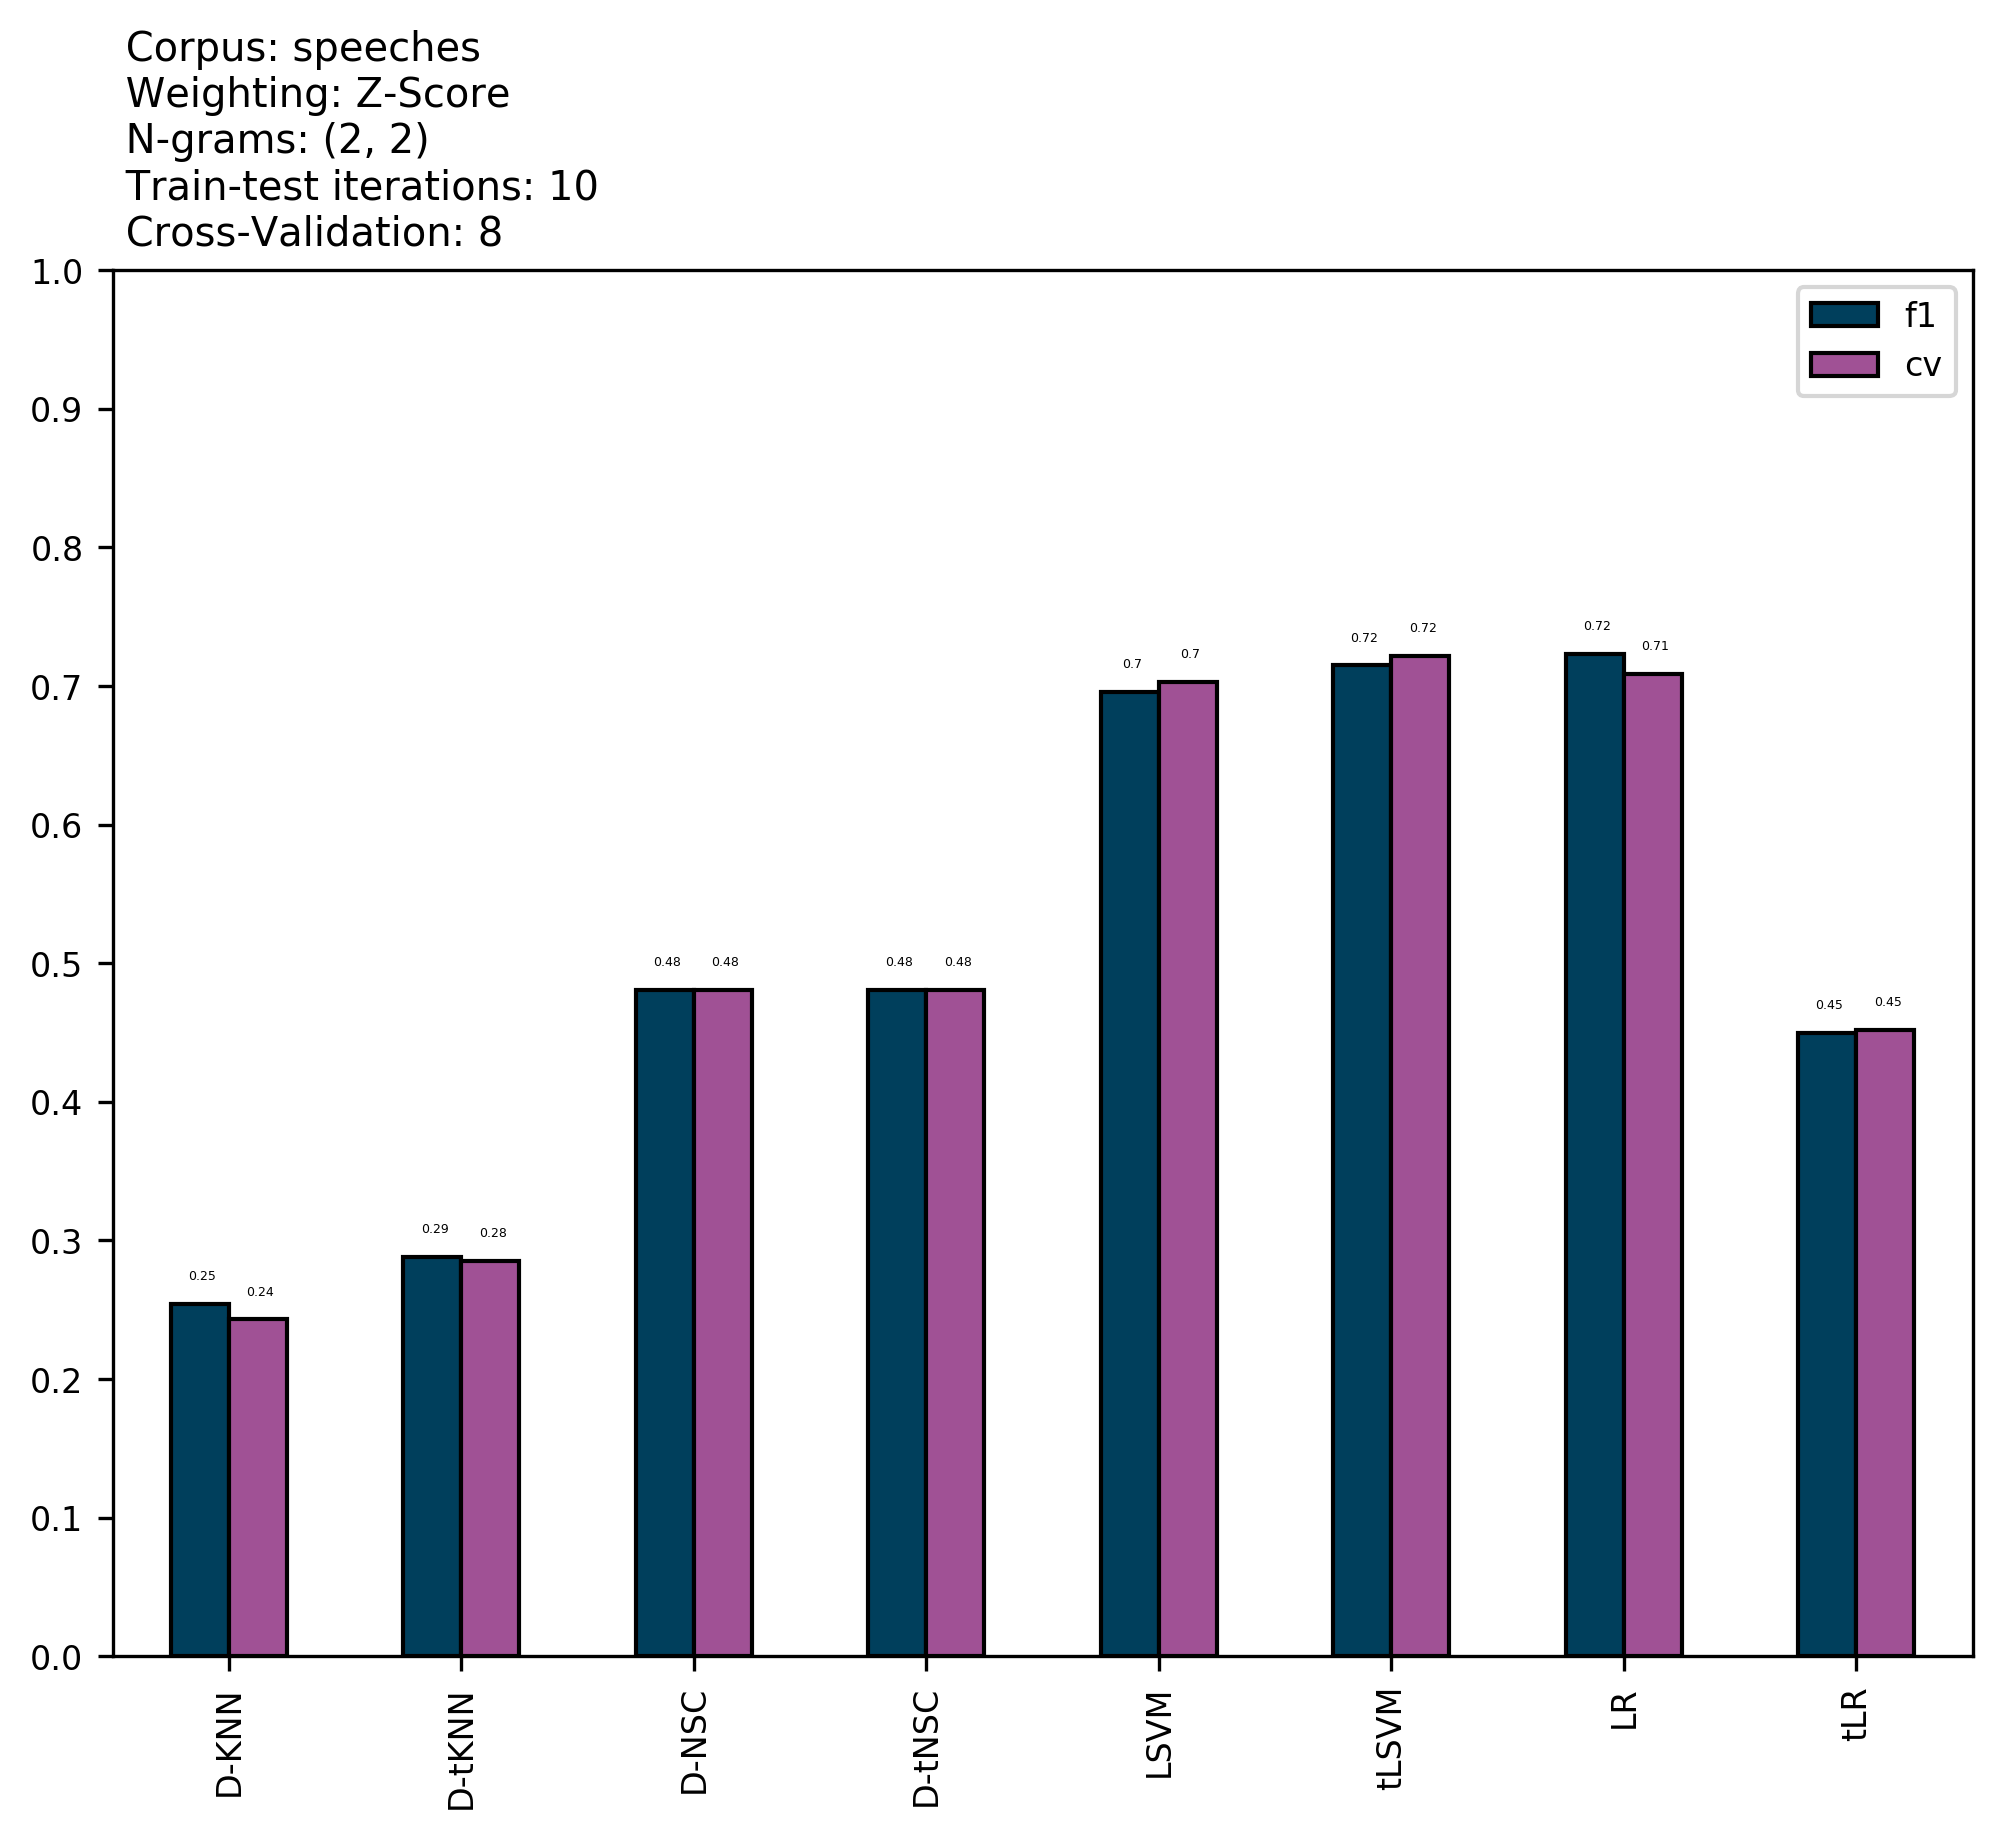 Corpus: speeches
Weighting: Z-Score
N-grams: (2, 2)
Train-test iterations: 10
Cross-Validation: 8
1.0
0.9
0.8
0.7
0.6
0.5
0.4
0.3
0.2
0.1
0.0
f1
cv
0.25 0.24
0.29 0.28
0.48 0.48
0.48 0.48
0.7 0.7
0.72 0.72
0.72 0.71
0.45 0.45
D-KNN
D-tKNN
D-NSC
D-tNSC
LSVM
tLSVM
LR
tLR